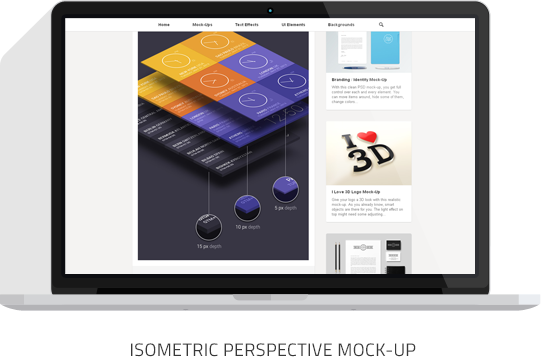 Home Mock-Ups Text Effects UI Elements Backgrounds
Branding - Identity Mock-Up
With this clean PSD mock-up, you get full
control over each and every element. You
can move items around, hide some of them,
change colors.
I ♥
3D
I Love 3D Logo Mock-Up
Give your logo a 3D look with this realistic
mock-up. As you already know, small
objects are there for you. The light effect on
top might need some adjusting...
5 px depth
10 px depth
15 px depth
ISOMETRIC PERSPECTIVE MOCK-UP